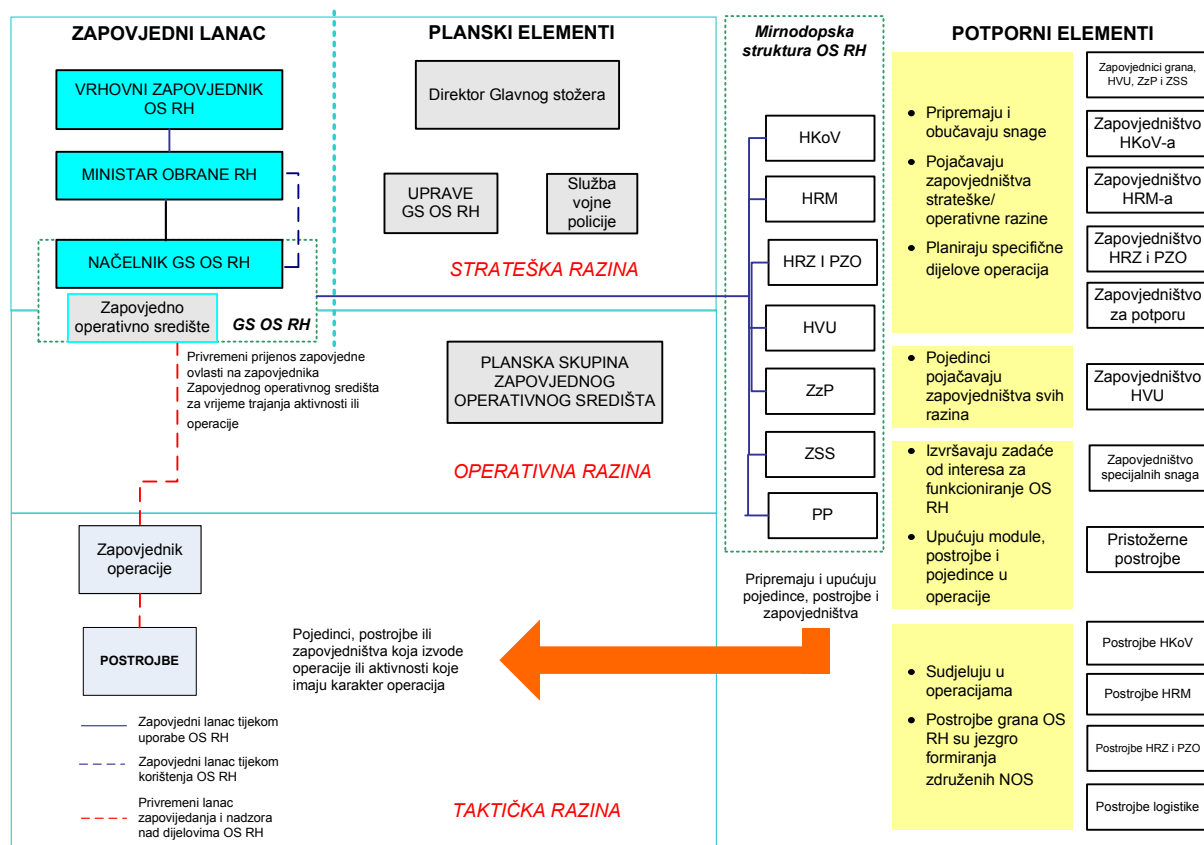 ZAPOVJEDNI LANAC
VRHOVNI ZAPOVJEDNIK
OS RH
MINISTAR OBRANE RH
NAČELNIK GS OS RH
Zapovjedno
operativno središte
GS OS RH
Privremeni prijenos zapovjedne
ovlasti na zapovjednika
Zapovjednog operativnog središta
za vrijeme trajanja aktivnosti ili
operacije
Zapovjednik
operacije
POSTROJBE
Zapovjedni lanac tijekom
uporabe OS RH
Zapovjedni lanac tijekom
korištenja OS RH
Privremeni lanac
zapovijedanja i nadzora
nad dijelovima OS RH
PLANSKI ELEMENTI
Direktor Glavnog stožera
UPRAVE
GS OS RH
Služba
vojne
policije
STRATEŠKA RAZINA
PLANSKA SKUPINA
ZAPOVJEDNOG
OPERATIVNOG SREDIŠTA
OPERATIVNA RAZINA
Pojedinci, postrojbe ili
zapovjedništva koja izvode
operacije ili aktivnosti koje
imaju karakter operacija
TAKTIČKA RAZINA
Mirnodopska
struktura OS RH
HKoV
HRM
HRZ I PZO
HVU
ZzP
ZSS
PP
Pripremaju i upućuju
pojedince, postrojbe i
zapovjedništva
POTPORNI ELEMENTI
• Pripremaju i
obučavaju snage
• Pojačavaju
zapovjedništva
strateške/
operativne razine
• Planiraju specifične
dijelove operacija
Zapovjednici grana,
HVU, ZzP i ZSS
Zapovjedništvo
HKoV-a
Zapovjedništvo
HRM-a
Zapovjedništvo
HRZ i PZO
Zapovjedništvo
za potporu
• Pojedinci
pojačavaju
zapovjedništva svih
razina
Zapovjedništvo
HVU
• Izvršavaju zadaće
od interesa za
funkcioniranje OS
RH
• Upućuju module,
postrojbe i
pojedince u
operacije
Zapovjedništvo
specijalnih snaga
Pristožerne
postrojbe
• Sudjeluju u
operacijama
• Postrojbe grana OS
RH su jezgro
formiranja
združenih NOS
Postrojbe HKoV
Postrojbe HRM
Postrojbe HRZ i PZO
Postrojbe logistike